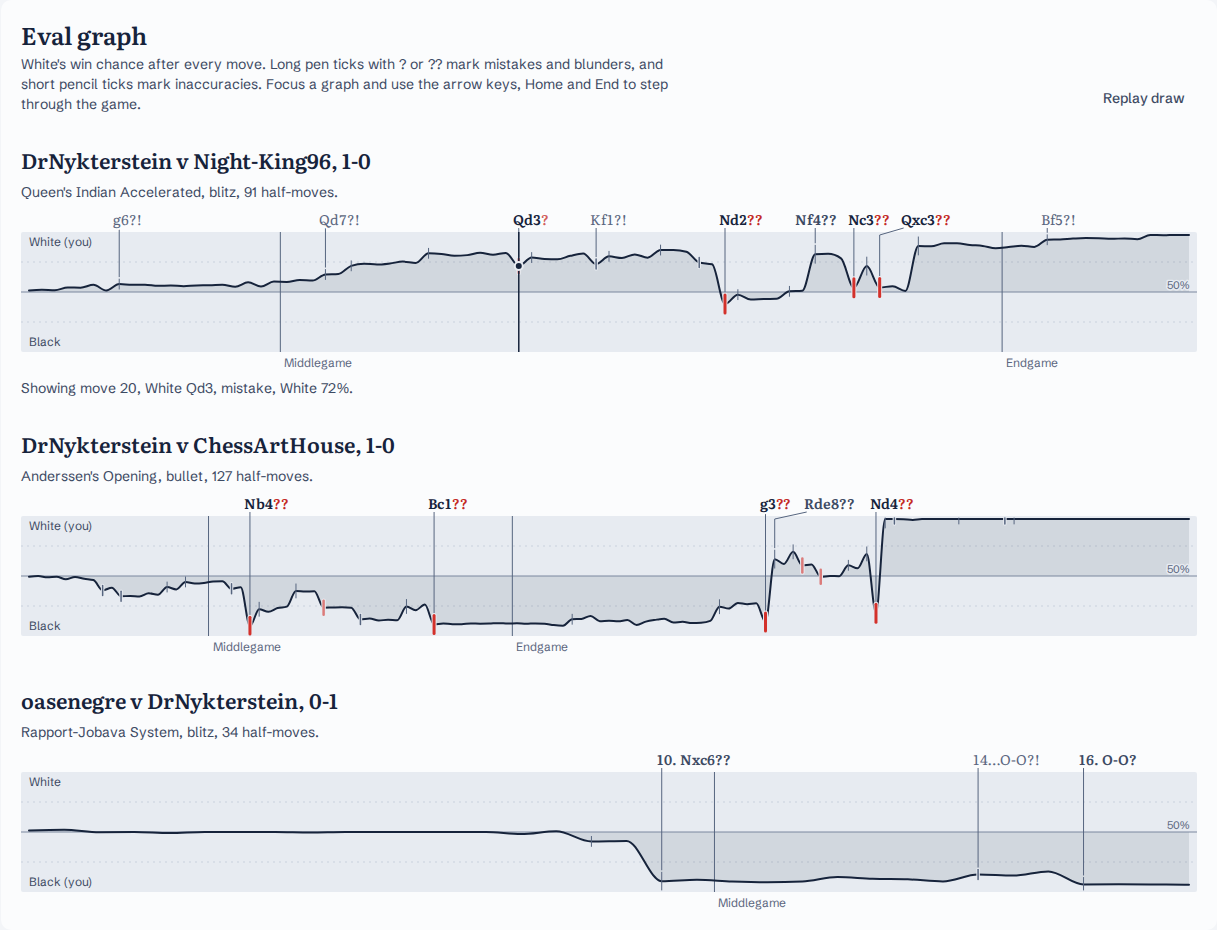 Eval graph
White's win chance after every move. Long pen ticks with ? or ?? mark mistakes and blunders, and
short pencil ticks mark inaccuracies. Focus a graph and use the arrow keys, Home and End to step
through the game.
Replay draw
DrNykterstein v Night-King96, 1-0
Queen's Indian Accelerated, blitz, 91 half-moves.
g6?! Qd7?! Qd3? Kf1?! Nd2?? Nf4?? Nc3?? Qxc3?? Bf5?!
White (you)
50%
Black
Middlegame Endgame
Showing move 20, White Qd3, mistake, White 72%.
DrNykterstein v ChessArtHouse, 1-0
Anderssen's Opening, bullet, 127 half-moves.
Nb4?? Bc1?? g3?? Rde8?? Nd4??
White (you)
50%
Black
Middlegame Endgame
oasenegre v DrNykterstein, 0-1
Rapport-Jobava System, blitz, 34 half-moves.
10. Nxc6?? 14...O-O?! 16. O-O?
White
50%
Black (you)
Middlegame